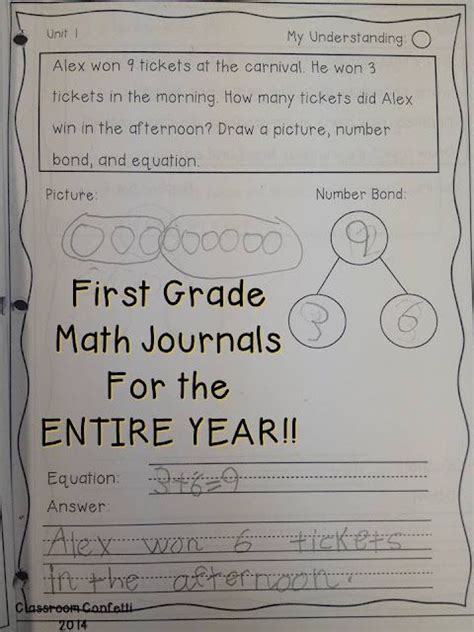 Unit 1
My Understanding:
Alex won 9 tickets at the carnival. He won 3
tickets in the morning. How many tickets did Alex
win in the afternoon? Draw a picture, number
bond, and equation.
Picture:
Number Bond:
9
3 6
First Grade
Math Journals
For the
ENTIRE YEAR!!
Equation: 3+6=9
Answer:
Alex won 6 tickets
in the afternoon.
Classroom Confetti
2014